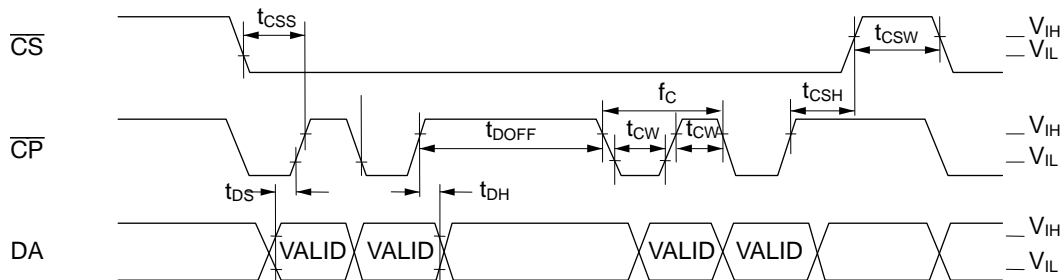 CS
tCSS
tCSW
VIH
VIL
CP
tDOFF
fC
tCW
tCW
tCSH
VIH
VIL
tDS
tDH
DA
VALID
VALID
VALID
VALID
VIH
VIL